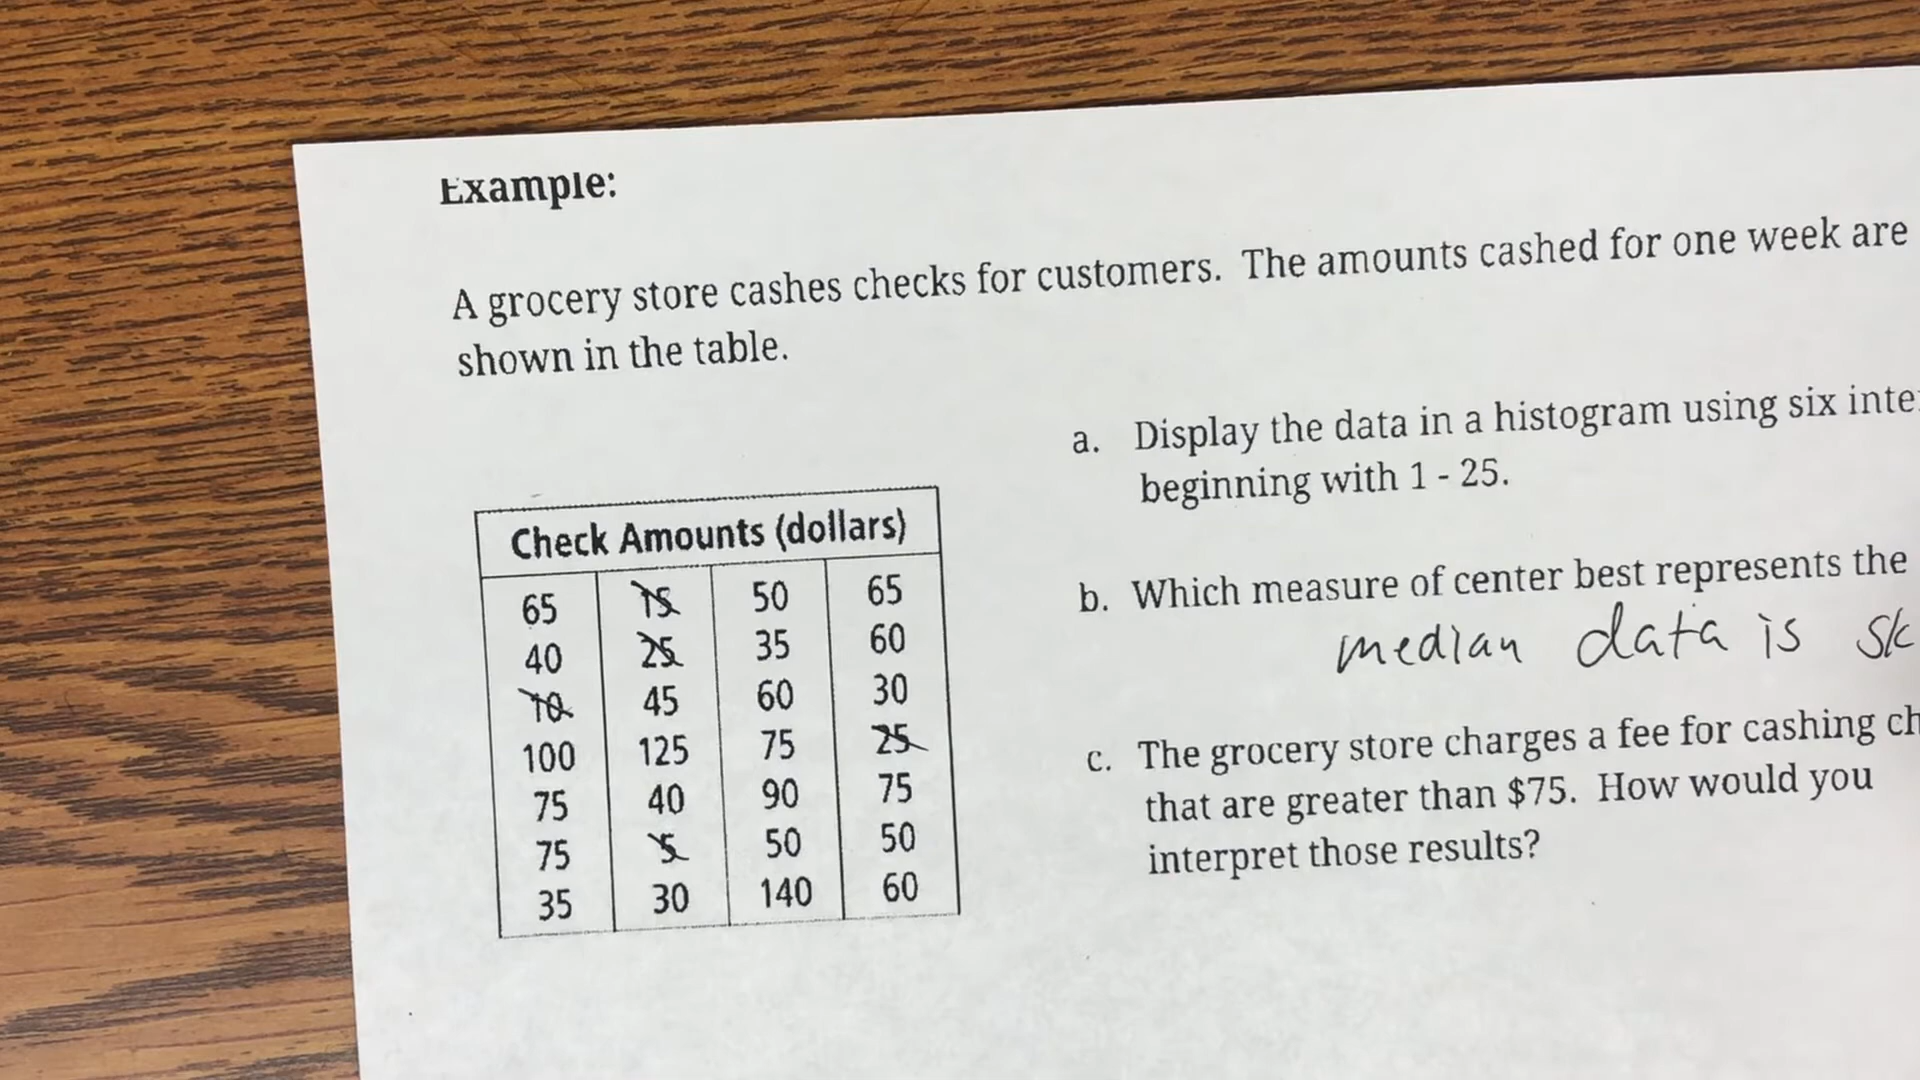 Example:
A grocery store cashes checks for customers. The amounts cashed for one week are
shown in the table.
a. Display the data in a histogram using six
beginning with 1 - 25.
Check Amounts (dollars)
65 15 50 65
40 25 35 60
10 45 60 30
100 125 75 25
75 40 90 75
75 5 50 50
35 30 140 60
b. Which measure of center best represents the
median data is
c. The grocery store charges a fee for cashing
that are greater than $75. How would you
interpret those results?